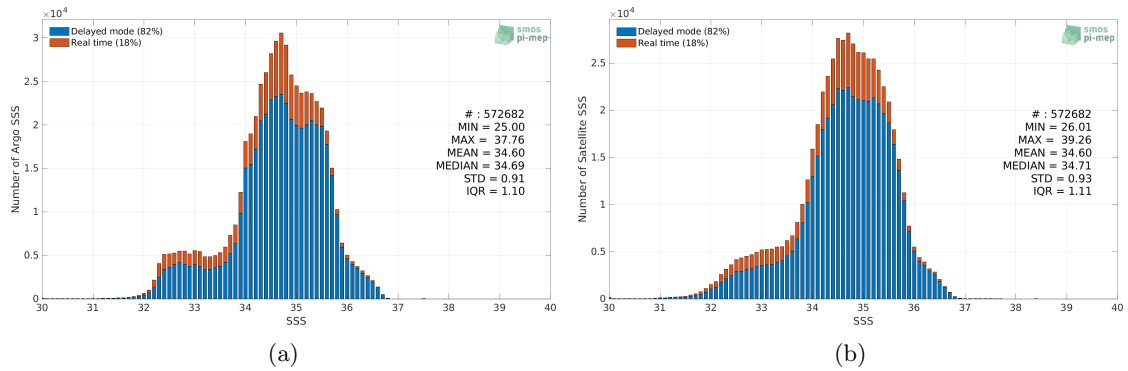 ×10⁴
Delayed mode (82%)
Real time (18%)
smos
pi-mep
# : 572682
MIN = 25.00
MAX = 37.76
MEAN = 34.60
MEDIAN = 34.69
STD = 0.91
IQR = 1.10
Number of Argo SSS
3
2.5
2
1.5
1
0.5
0
30 31 32 33 34 35 36 37 38 39 40
SSS
(a)
×10⁴
Delayed mode (82%)
Real time (18%)
smos
pi-mep
# : 572682
MIN = 26.01
MAX = 39.26
MEAN = 34.60
MEDIAN = 34.71
STD = 0.93
IQR = 1.11
Number of Satellite SSS
2.5
2
1.5
1
0.5
0
30 31 32 33 34 35 36 37 38 39 40
SSS
(b)